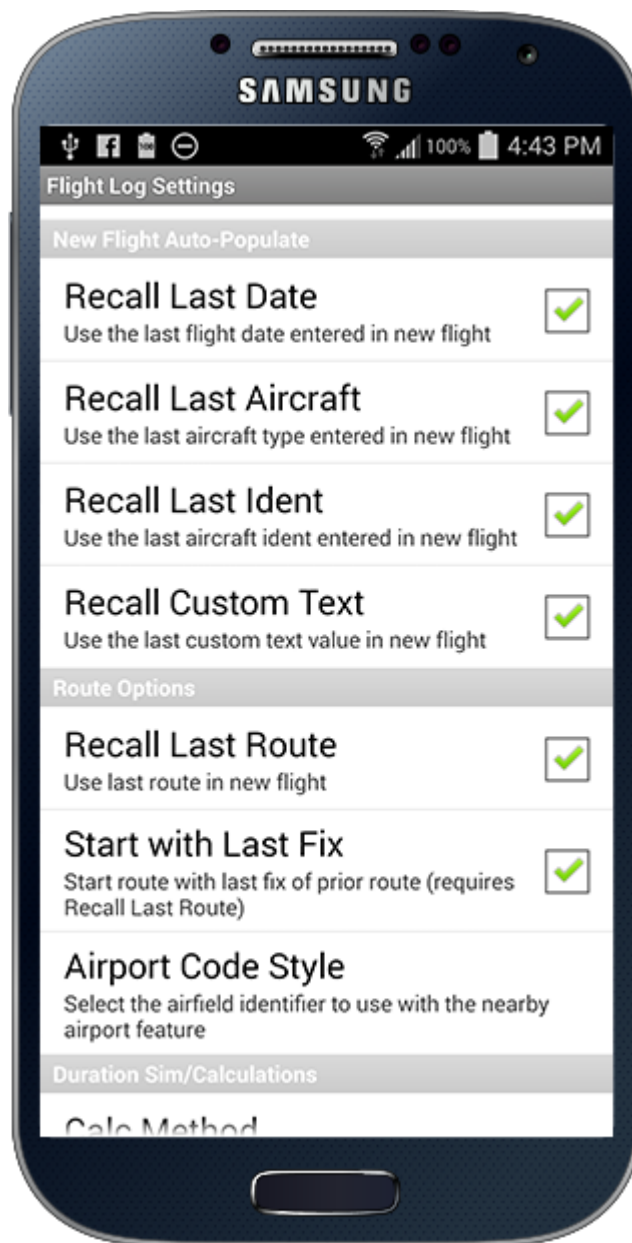 SAMSUNG
100% 4:43 PM
Flight Log Settings
New Flight Auto-Populate
Recall Last Date
Use the last flight date entered in new flight
Recall Last Aircraft
Use the last aircraft type entered in new flight
Recall Last Ident
Use the last aircraft ident entered in new flight
Recall Custom Text
Use the last custom text value in new flight
Route Options
Recall Last Route
Use last route in new flight
Start with Last Fix
Start route with last fix of prior route (requires
Recall Last Route)
Airport Code Style
Select the airfield identifier to use with the nearby
airport feature
Duration Sim/Calculations
Calc Method